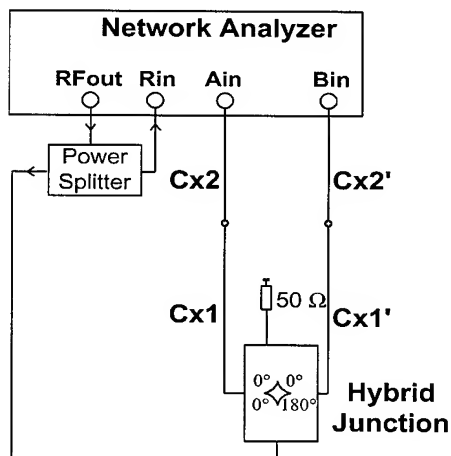 Network Analyzer
RFout Rin Ain Bin
Power
Splitter
Cx2 Cx2'
50 Ω
Cx1 Cx1'
0° 0°
0° 180°
Hybrid
Junction